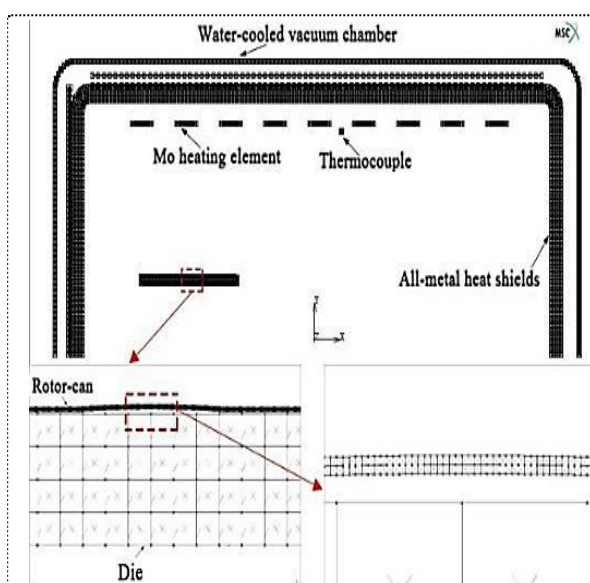 Water-cooled vacuum chamber
MSC
Mo heating element
Thermocouple
All-metal heat shields
Y
Z X
Rotor-can
Die